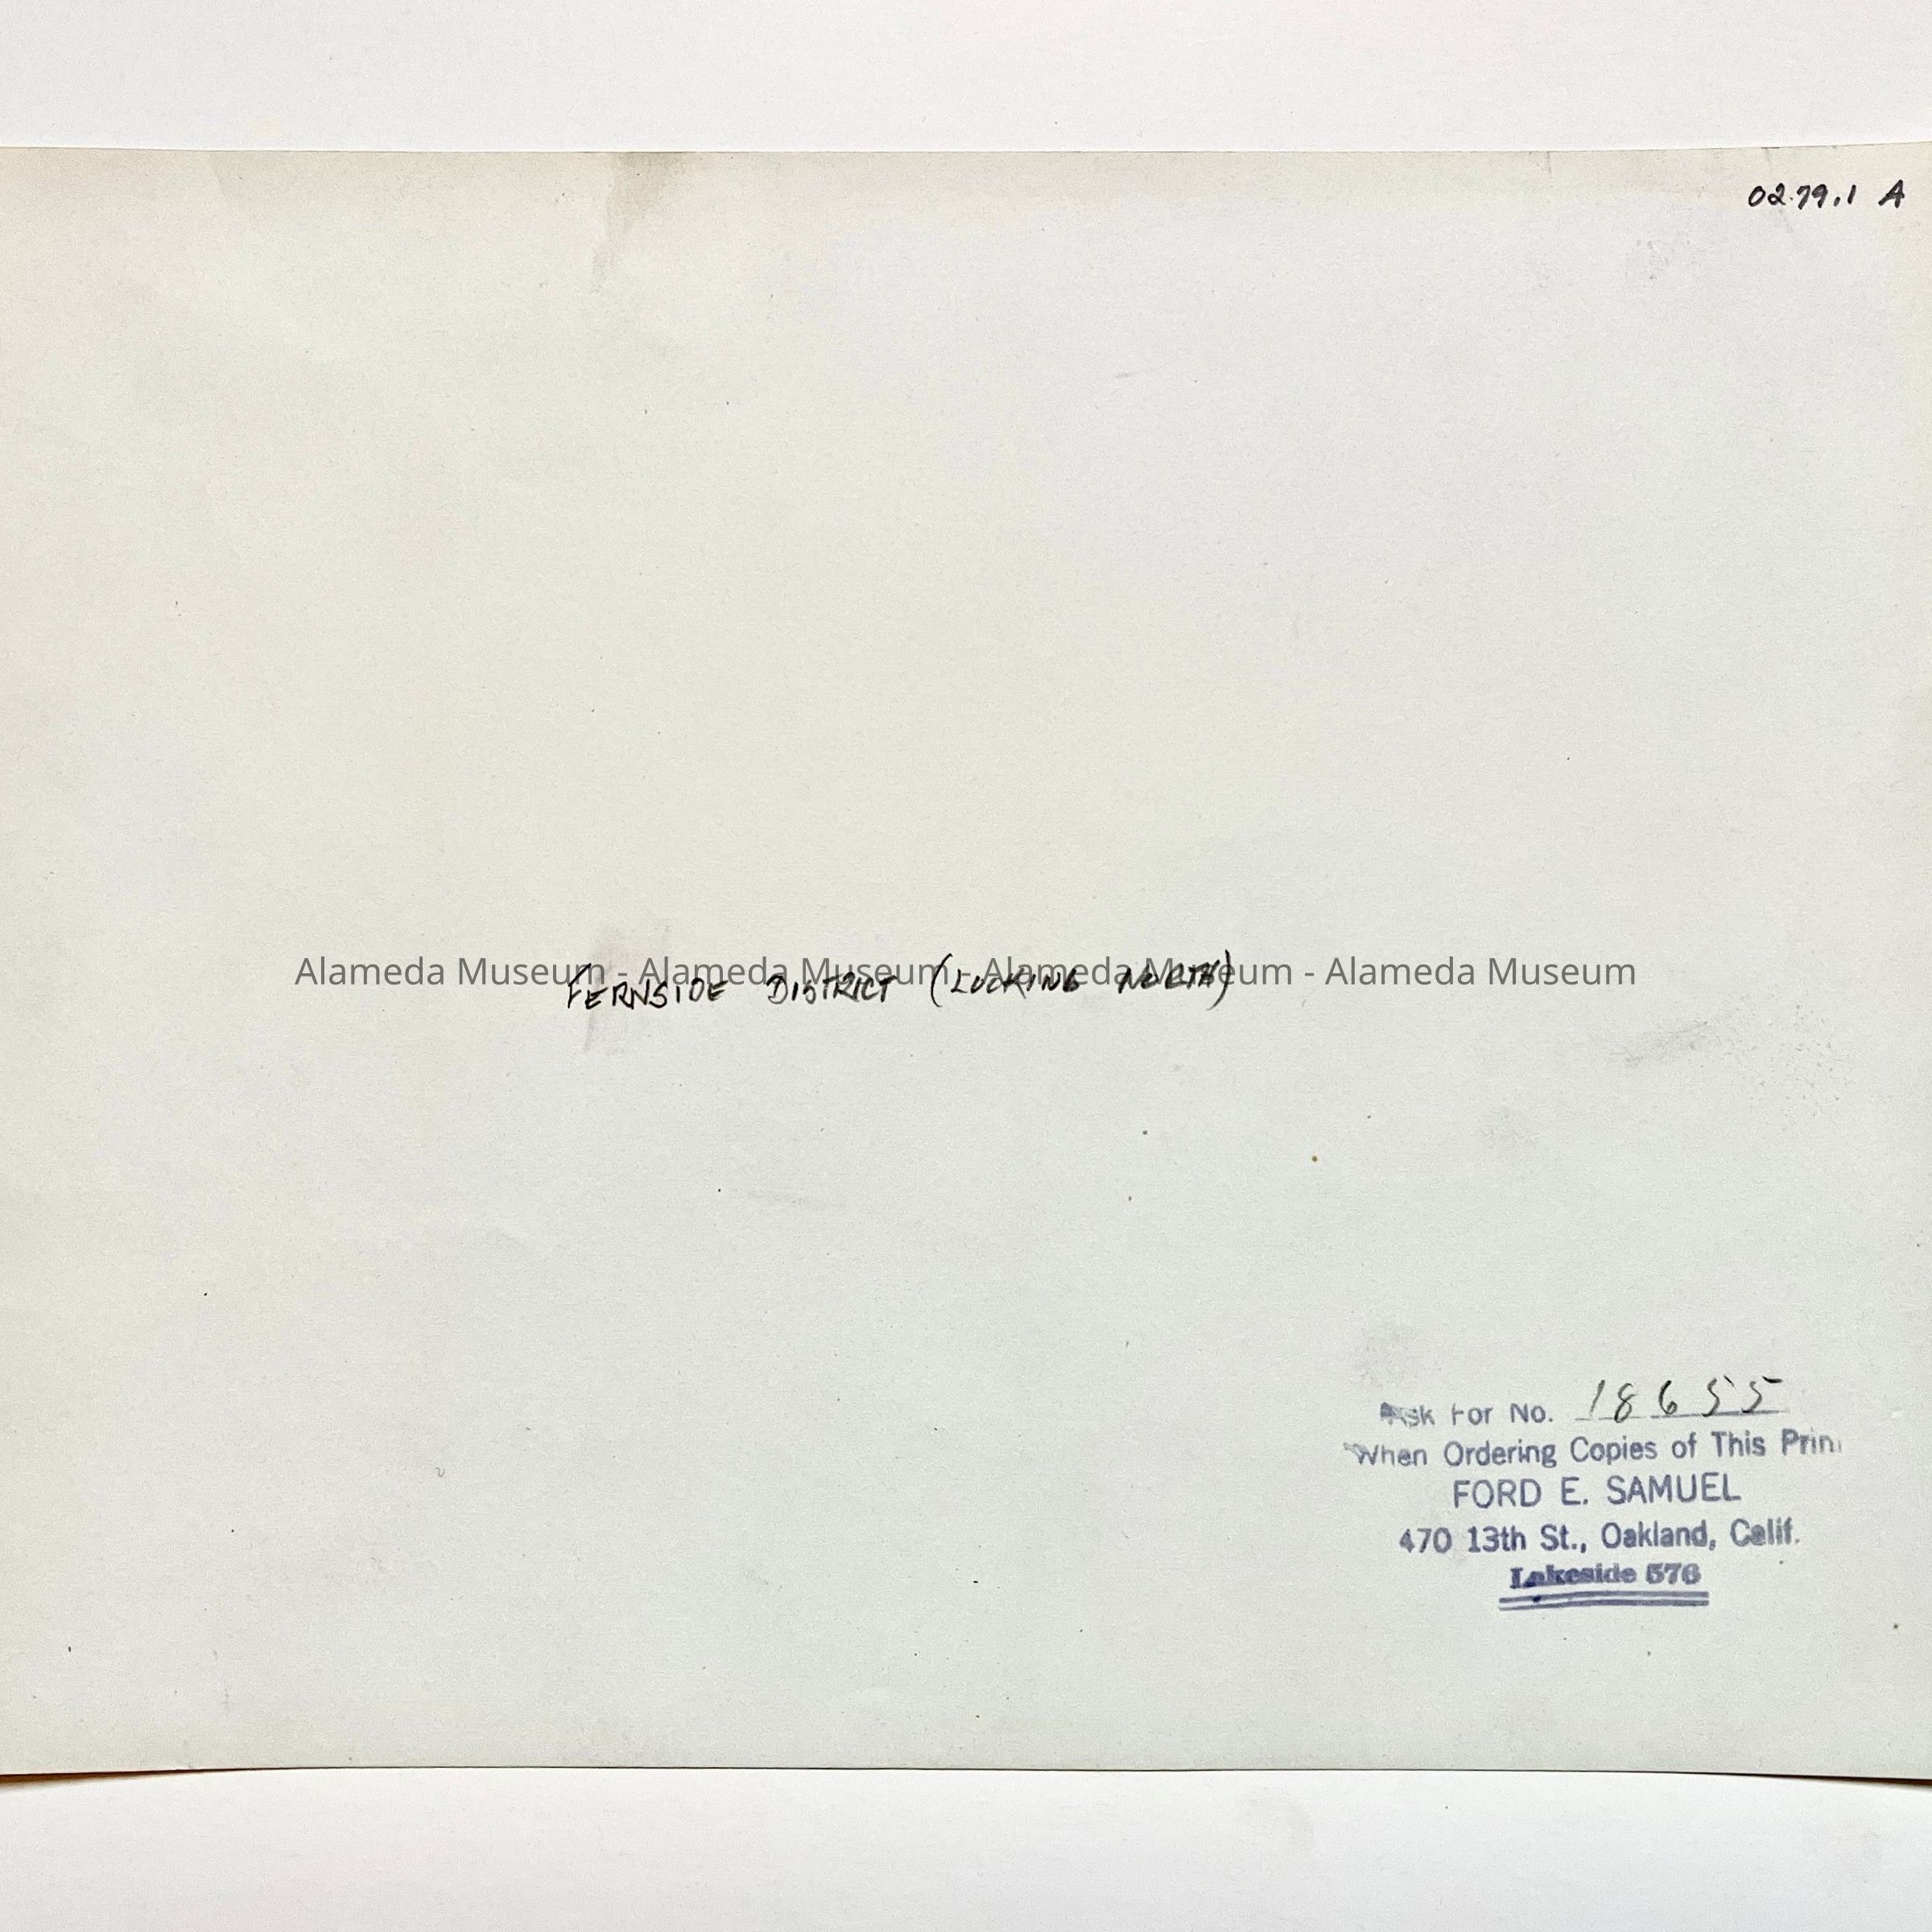 02.79.1 A
Alameda Museum - Alameda Museum - Alameda Museum - Alameda Museum
FERNSIDE DISTRICT (LOOKING NORTH)
Ask For No. 18655
When Ordering Copies of This Print
FORD E. SAMUEL
470 13th St., Oakland, Calif.
Lakeside 576